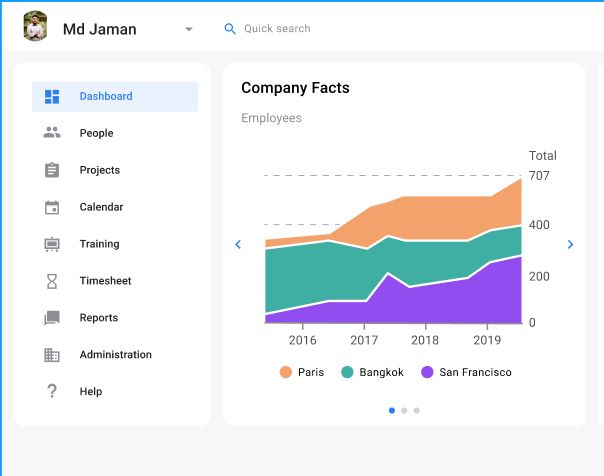 Md Jaman
Quick search
Dashboard
People
Projects
Calendar
Training
Timesheet
Reports
Administration
Help
Company Facts
Employees
Total
707
400
200
0
2016 2017 2018 2019
Paris Bangkok San Francisco